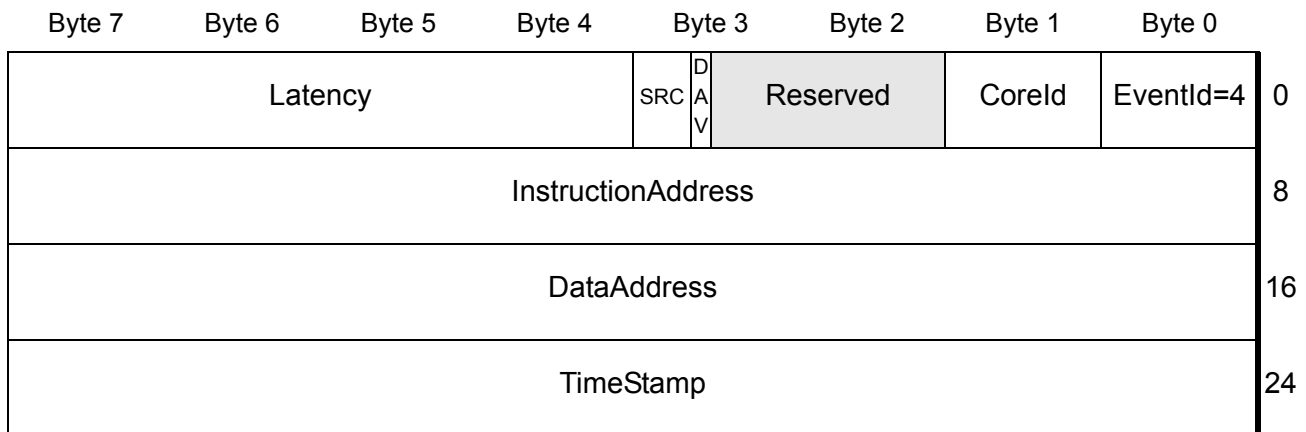 Byte 7 Byte 6 Byte 5 Byte 4 Byte 3 Byte 2 Byte 1 Byte 0
Latency SRC DAV Reserved CoreId EventId=4 0
InstructionAddress 8
DataAddress 16
TimeStamp 24